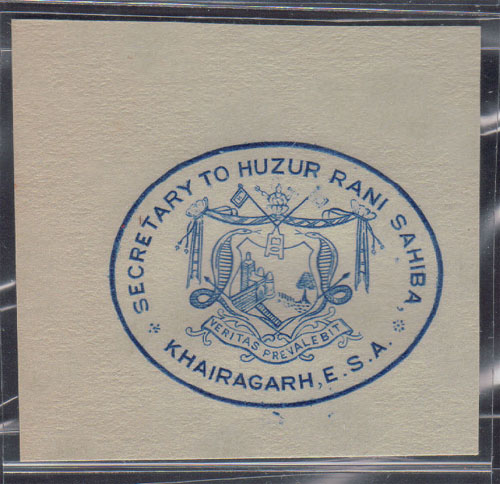 SECRETARY TO HUZUR RANI SAHIBA,
VERITAS PREVALEBIT
KHAIRAGARH, E. S. A.